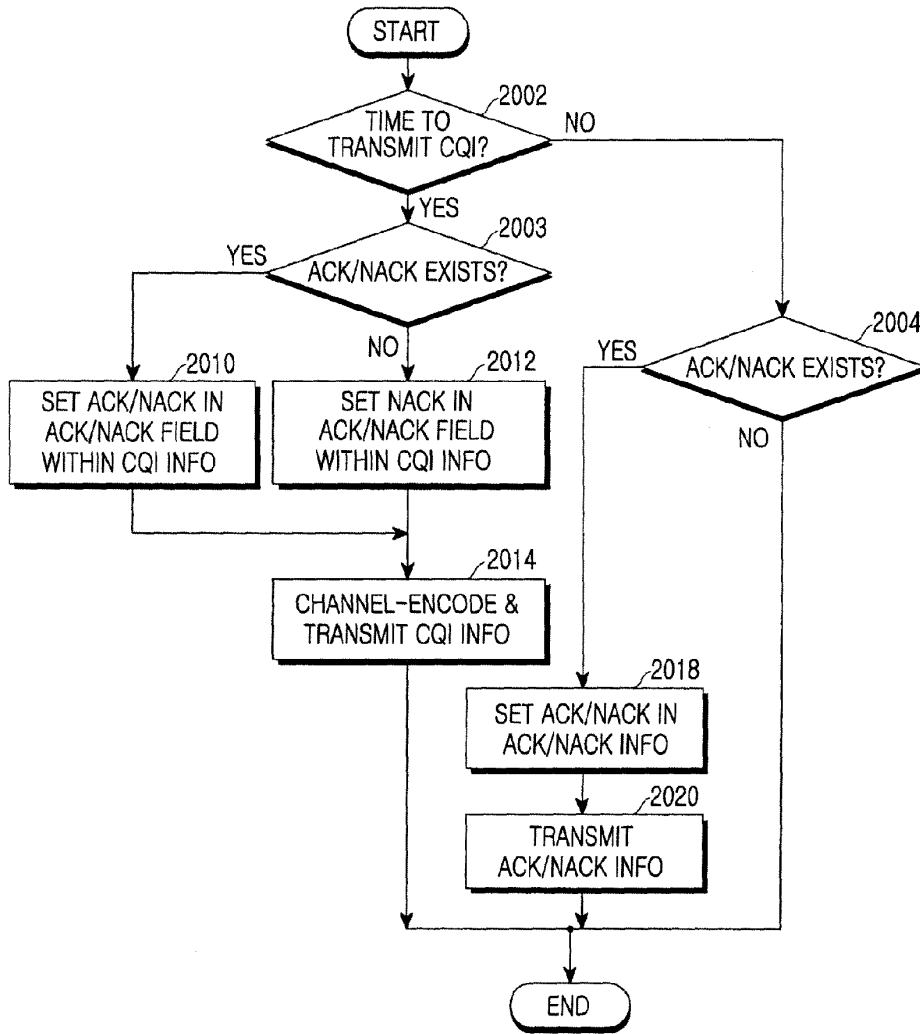 START
2002
TIME TO
TRANSMIT CQI?
NO
YES
2003
YES
ACK/NACK EXISTS?
NO
2004
YES
ACK/NACK EXISTS?
NO
2010
SET ACK/NACK IN
ACK/NACK FIELD
WITHIN CQI INFO
2012
SET NACK IN
ACK/NACK FIELD
WITHIN CQI INFO
2014
CHANNEL-ENCODE &
TRANSMIT CQI INFO
2018
SET ACK/NACK IN
ACK/NACK INFO
2020
TRANSMIT
ACK/NACK INFO
END